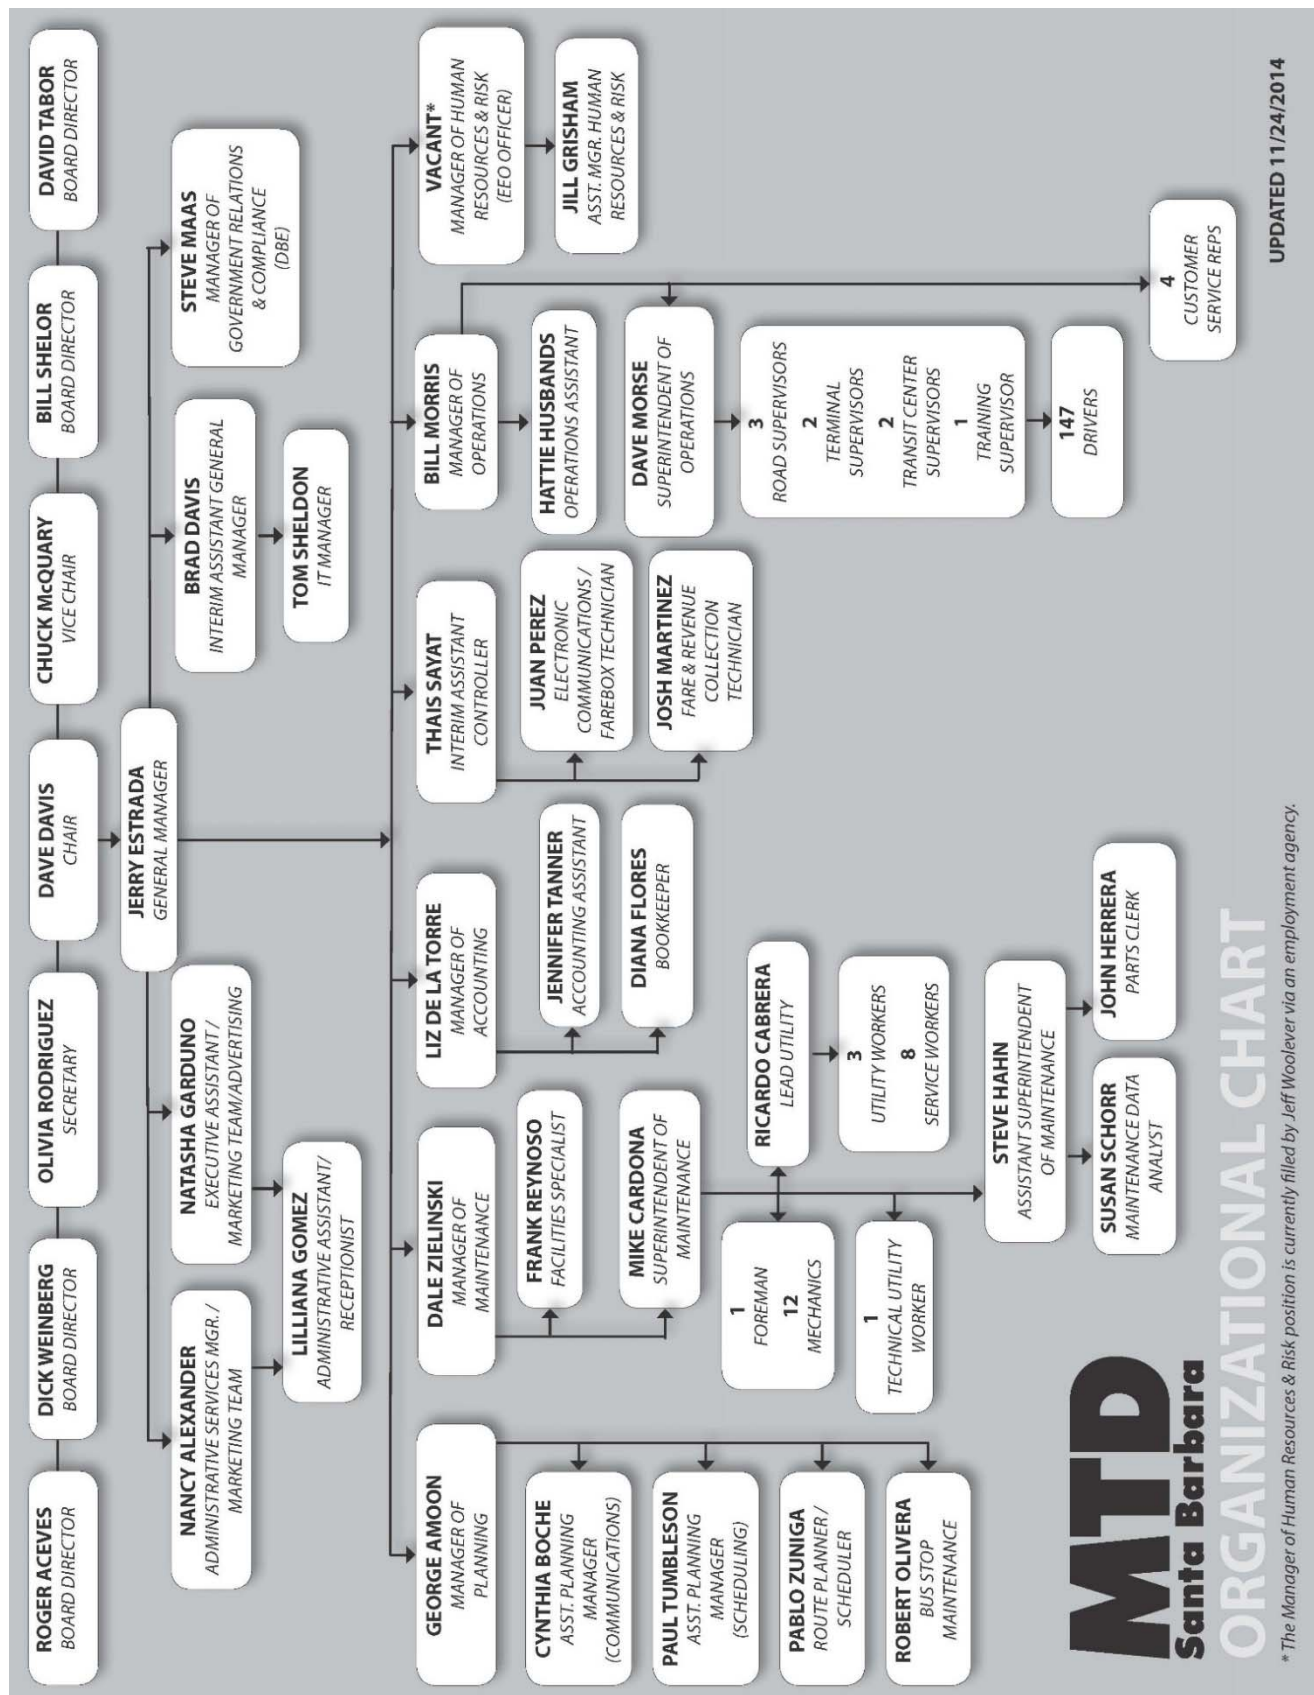 ROGER ACEVES
BOARD DIRECTOR
DICK WEINBERG
BOARD DIRECTOR
OLIVIA RODRIGUEZ
SECRETARY
DAVE DAVIS
CHAIR
CHUCK McQUARY
VICE CHAIR
BILL SHELOR
BOARD DIRECTOR
DAVID TABOR
BOARD DIRECTOR
JERRY ESTRADA
GENERAL MANAGER
NANCY ALEXANDER
ADMINISTRATIVE SERVICES MGR. /
MARKETING TEAM
NATASHA GARDUNO
EXECUTIVE ASSISTANT /
MARKETING TEAM/ADVERTISING
BRAD DAVIS
INTERIM ASSISTANT GENERAL
MANAGER
STEVE MAAS
MANAGER OF
GOVERNMENT RELATIONS
& COMPLIANCE
(DBE)
LILLIANA GOMEZ
ADMINISTRATIVE ASSISTANT/
RECEPTIONIST
TOM SHELDON
IT MANAGER
GEORGE AMOON
MANAGER OF
PLANNING
DALE ZIELINSKI
MANAGER OF
MAINTENANCE
LIZ DE LA TORRE
MANAGER OF
ACCOUNTING
THAIS SAYAT
INTERIM ASSISTANT
CONTROLLER
BILL MORRIS
MANAGER OF
OPERATIONS
VACANT*
MANAGER OF HUMAN
RESOURCES & RISK
(EEO OFFICER)
CYNTHIA BOCHE
ASST. PLANNING
MANAGER
(COMMUNICATIONS)
PAUL TUMBLESON
ASST. PLANNING
MANAGER
(SCHEDULING)
PABLO ZUNIGA
ROUTE PLANNER /
SCHEDULER
ROBERT OLIVERA
BUS STOP
MAINTENANCE
FRANK REYNOSO
FACILITIES SPECIALIST
MIKE CARDONA
SUPERINTENDENT OF
MAINTENANCE
1
FOREMAN
12
MECHANICS
1
TECHNICAL UTILITY
WORKER
RICARDO CABRERA
LEAD UTILITY
3
UTILITY WORKERS
8
SERVICE WORKERS
STEVE HAHN
ASSISTANT SUPERINTENDENT
OF MAINTENANCE
SUSAN SCHORR
MAINTENANCE DATA
ANALYST
JOHN HERRERA
PARTS CLERK
JENNIFER TANNER
ACCOUNTING ASSISTANT
DIANA FLORES
BOOKKEEPER
JUAN PEREZ
ELECTRONIC
COMMUNICATIONS /
FAREBOX TECHNICIAN
JOSH MARTINEZ
FARE & REVENUE
COLLECTION
TECHNICIAN
HATTIE HUSBANDS
OPERATIONS ASSISTANT
DAVE MORSE
SUPERINTENDENT OF
OPERATIONS
3
ROAD SUPERVISORS
2
TERMINAL
SUPERVISORS
2
TRANSIT CENTER
SUPERVISORS
1
TRAINING
SUPERVISOR
147
DRIVERS
4
CUSTOMER
SERVICE REPS
JILL GRISHAM
ASST. MGR. HUMAN
RESOURCES & RISK
MTD
Santa Barbara
ORGANIZATIONAL CHART
UPDATED 11/24/2014
* The Manager of Human Resources & Risk position is currently filled by Jeff Woolever via an employment agency.